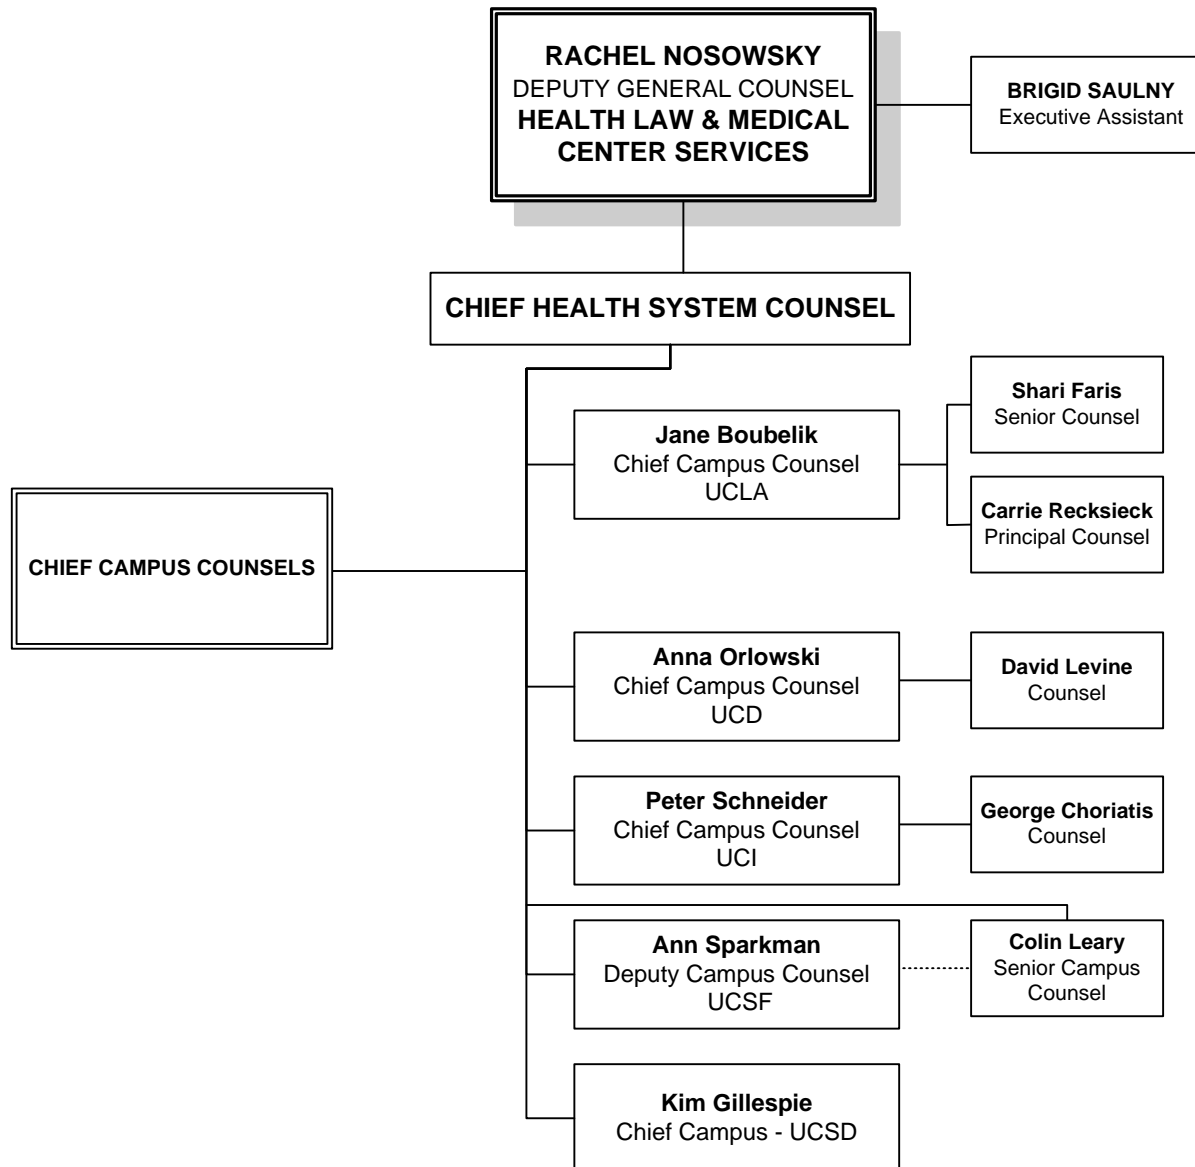 RACHEL NOSOWSKY
DEPUTY GENERAL COUNSEL
HEALTH LAW & MEDICAL
CENTER SERVICES
BRIGID SAULNY
Executive Assistant
CHIEF HEALTH SYSTEM COUNSEL
CHIEF CAMPUS COUNSELS
Jane Boubelik
Chief Campus Counsel
UCLA
Shari Faris
Senior Counsel
Carrie Recksieck
Principal Counsel
Anna Orlowski
Chief Campus Counsel
UCD
David Levine
Counsel
Peter Schneider
Chief Campus Counsel
UCI
George Choriatis
Counsel
Ann Sparkman
Deputy Campus Counsel
UCSF
Colin Leary
Senior Campus
Counsel
Kim Gillespie
Chief Campus - UCSD